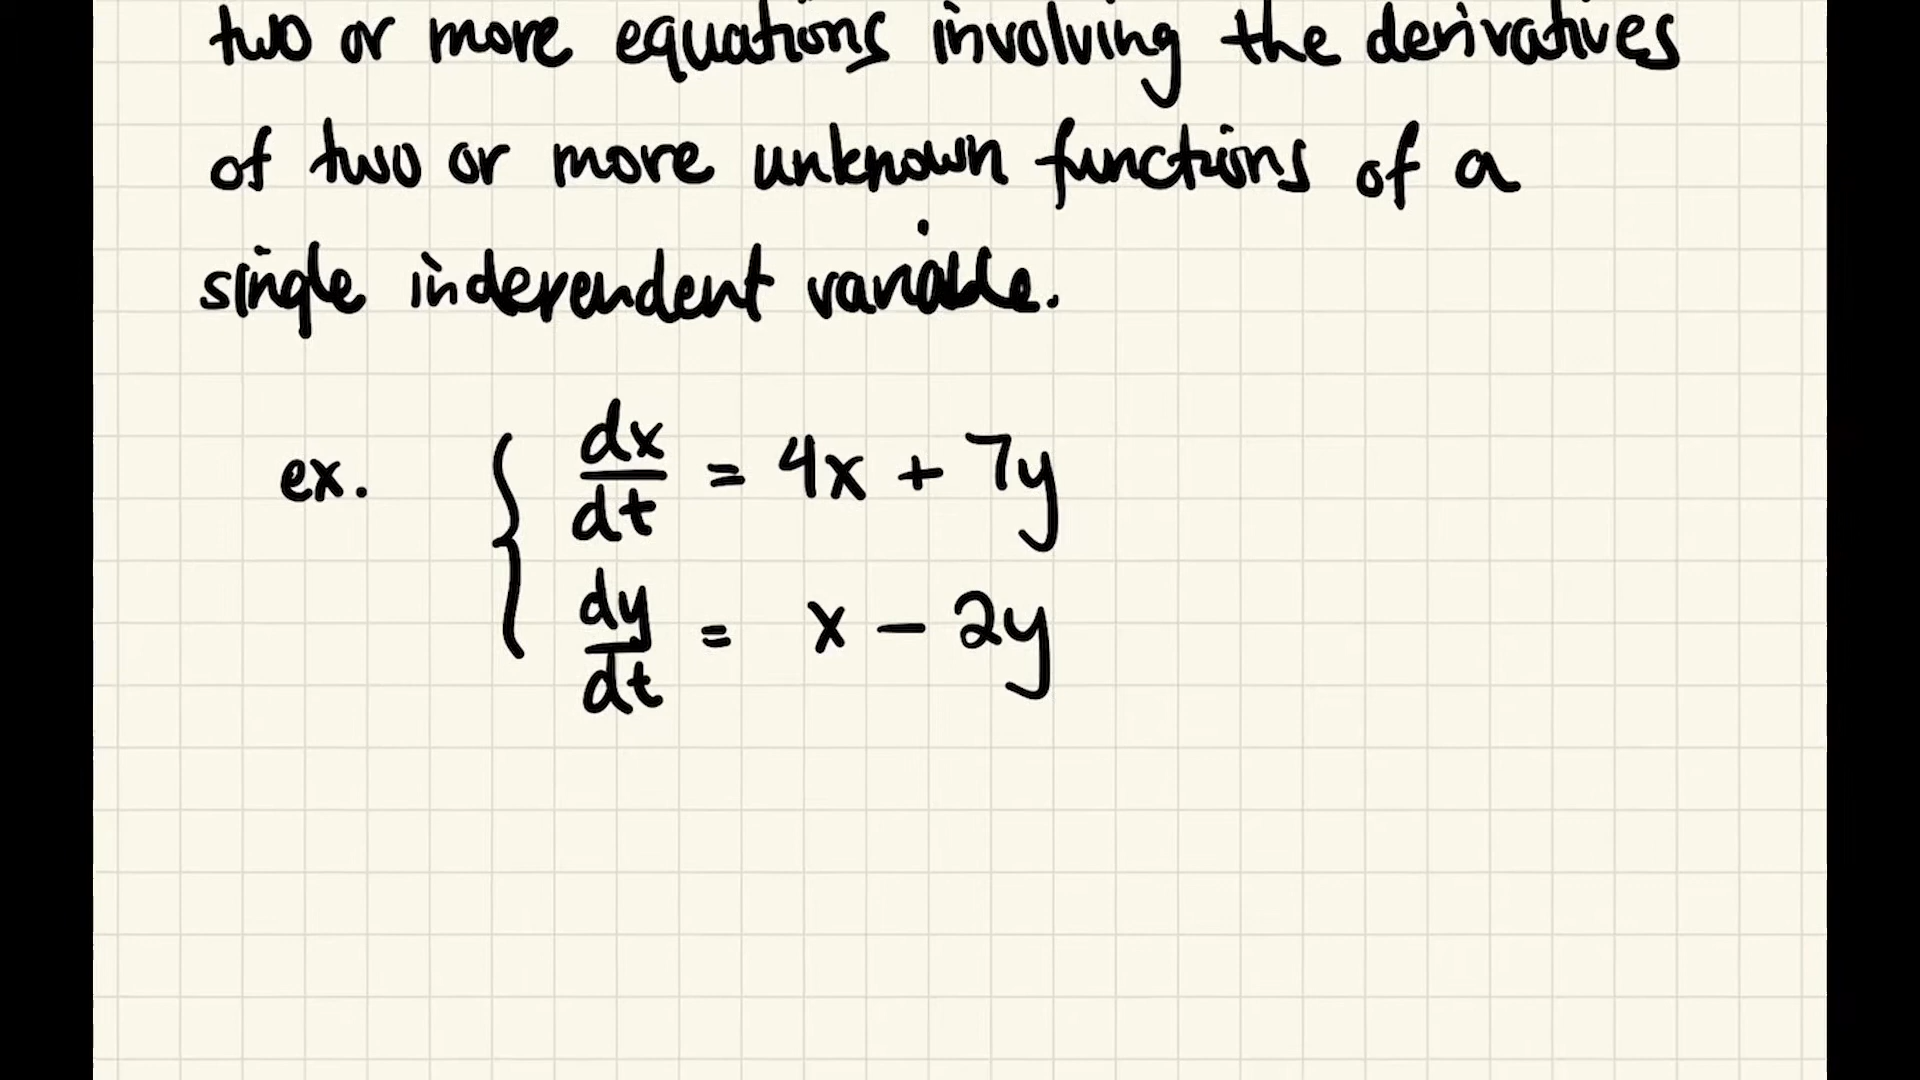 two or more equations involving the derivatives
of two or more unknown functions of a
single independent variable.
ex. { dx/dt = 4x + 7y
dy/dt = x - 2y